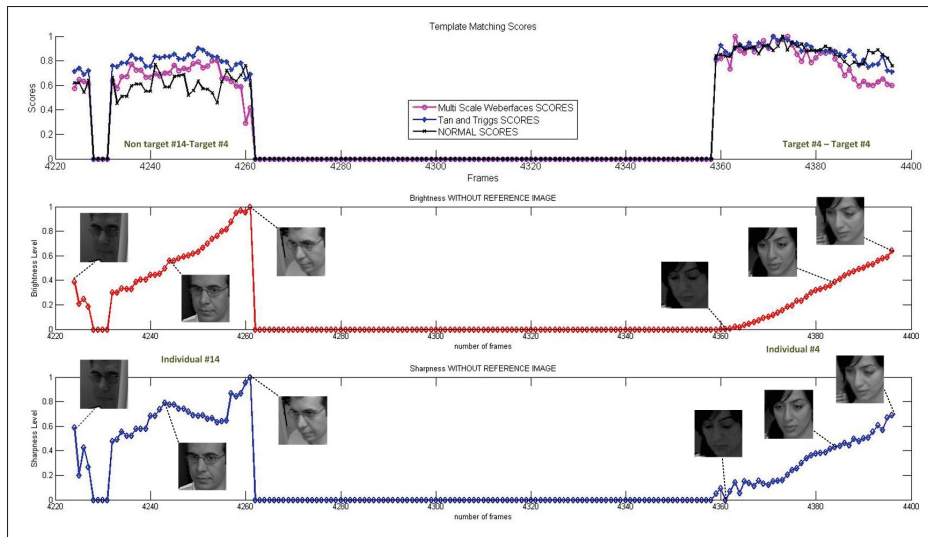 Template Matching Scores
1
0.8
0.6
0.4
0.2
0
Scores
Multi Scale Weberfaces SCORES
Tan and Triggs SCORES
NORMAL SCORES
Non target #14-Target #4
Target #4 – Target #4
4220 4240 4260 4280 4300 4320 4340 4360 4380 4400
Frames
Brightness WITHOUT REFERENCE IMAGE
1
0.8
0.6
0.4
0.2
0
Brightness Level
4220 4240 4260 4280 4300 4320 4340 4360 4380 4400
number of frames
Individual #14
Individual #4
Sharpness WITHOUT REFERENCE IMAGE
1
0.8
0.6
0.4
0.2
0
Sharpness Level
4220 4240 4260 4280 4300 4320 4340 4360 4380 4400
number of frames